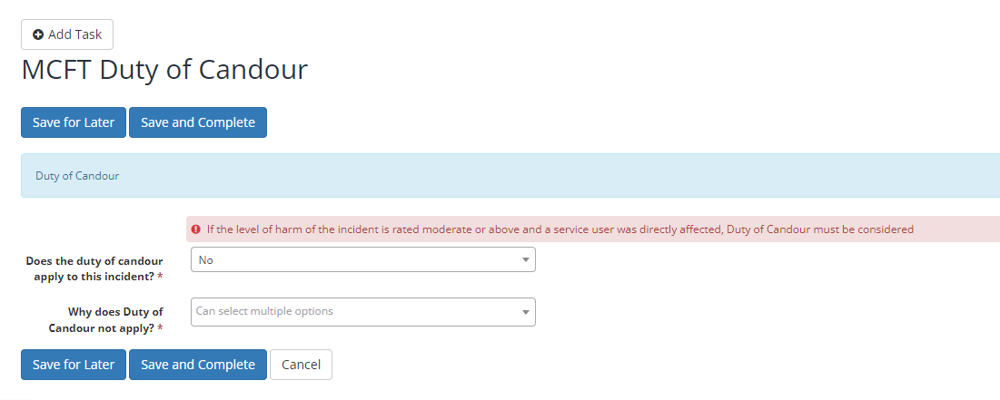 Add Task
MCFT Duty of Candour
Save for Later
Save and Complete
Duty of Candour
If the level of harm of the incident is rated moderate or above and a service user was directly affected, Duty of Candour must be considered
Does the duty of candour
apply to this incident? *
No
Why does Duty of
Candour not apply? *
Can select multiple options
Save for Later
Save and Complete
Cancel